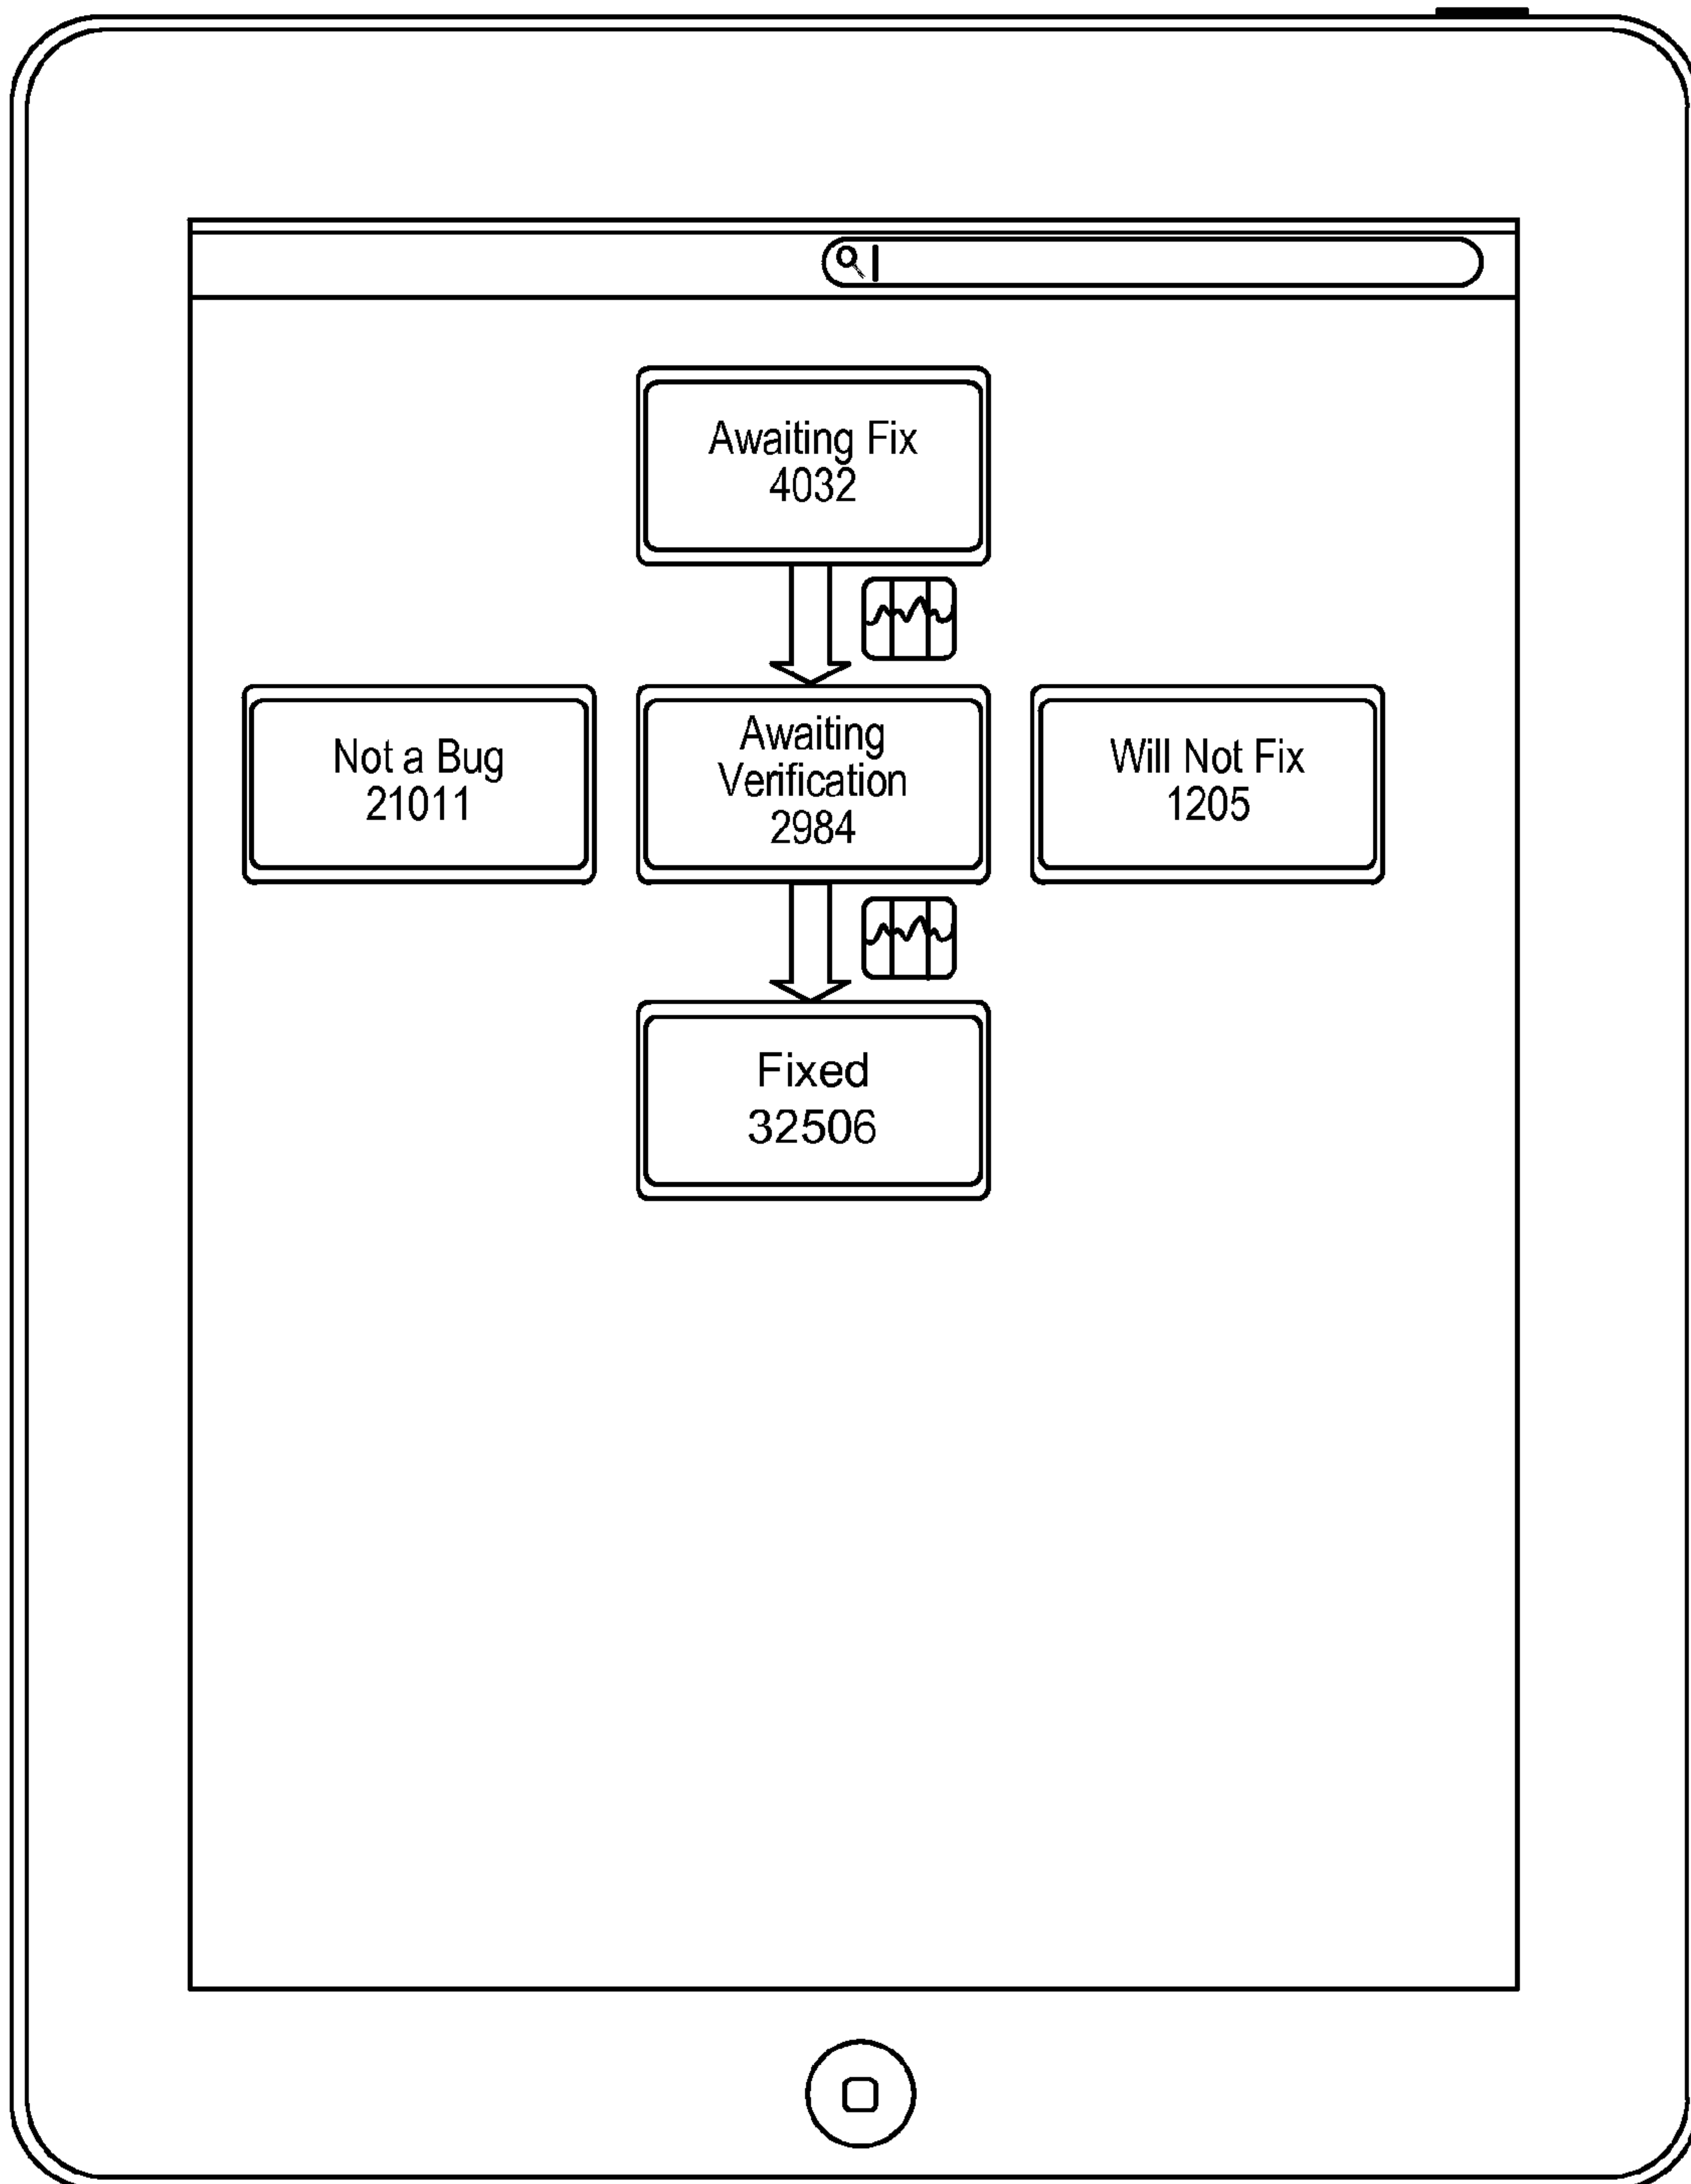 Awaiting Fix
4032
Not a Bug
21011
Awaiting
Verification
2984
Will Not Fix
1205
Fixed
32506